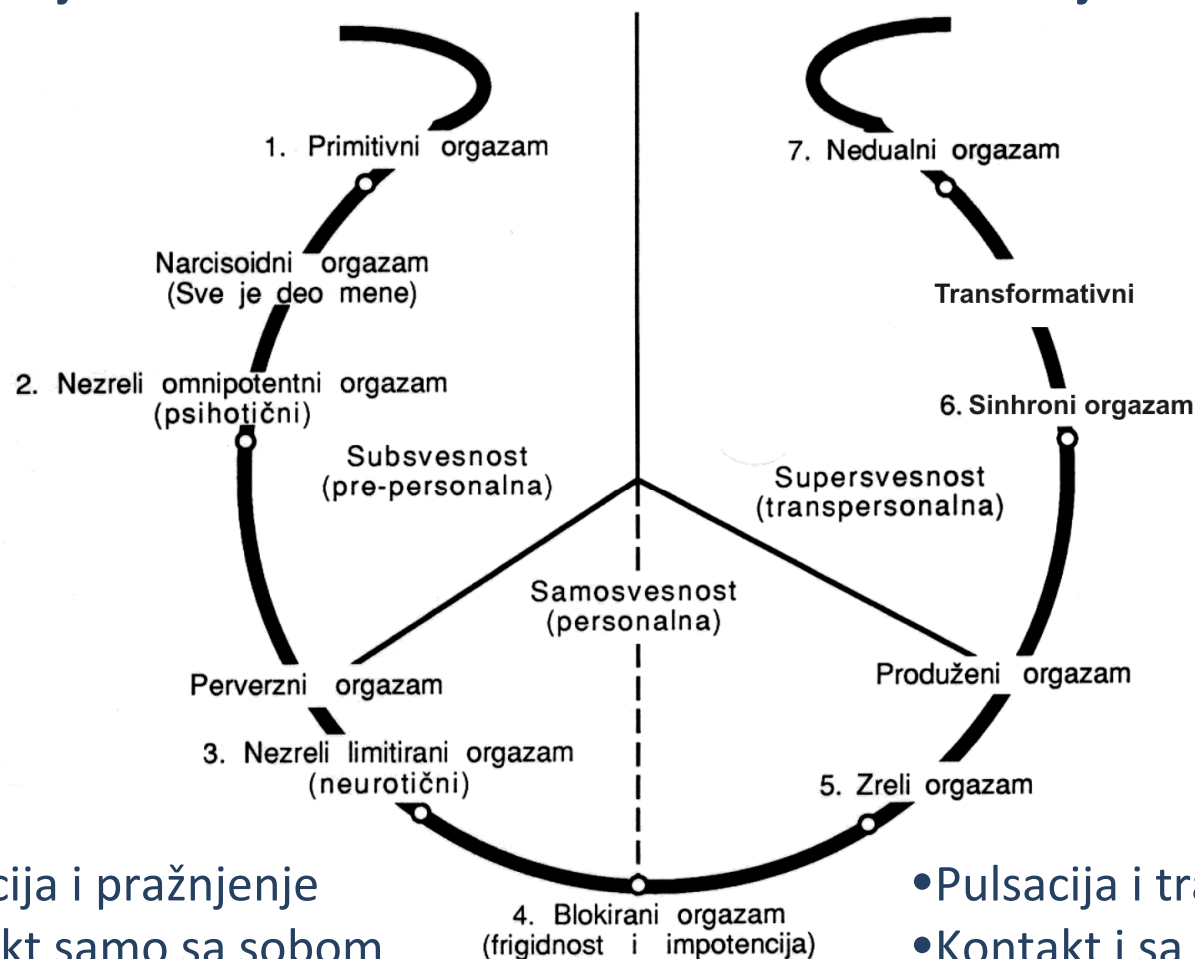 1. Primitivni orgazam
7. Nedualni orgazam
Narcisoidni orgazam
(Sve je deo mene)
Transformativni
2. Nezreli omnipotentni orgazam
(psihotični)
6. Sinhroni orgazam
Subsvesnost
(pre-personalna)
Supersvesnost
(transpersonalna)
Samosvesnost
(personalna)
Perverzni orgazam
Produženi orgazam
3. Nezreli limitirani orgazam
(neurotični)
5. Zreli orgazam
cija i pražnjenje
•Pulsacija i tra
4. Blokirani orgazam
(frigidnost i impotencija)
kt samo sa sobom
•Kontakt i sa